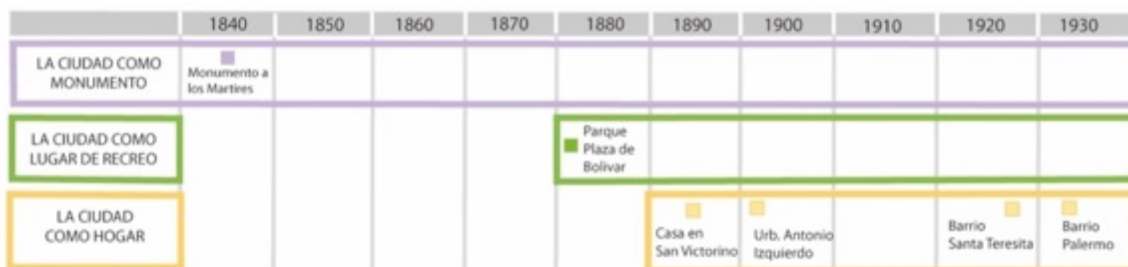 1840 1850 1860 1870 1880 1890 1900 1910 1920 1930
LA CIUDAD COMO
MONUMENTO
Monumento a
los Martires
LA CIUDAD COMO
LUGAR DE RECREO
Parque
Plaza de
Bolivar
LA CIUDAD
COMO HOGAR
Casa en
San Victorino
Urb. Antonio
Izquierdo
Barrio
Santa Teresita
Barrio
Palermo